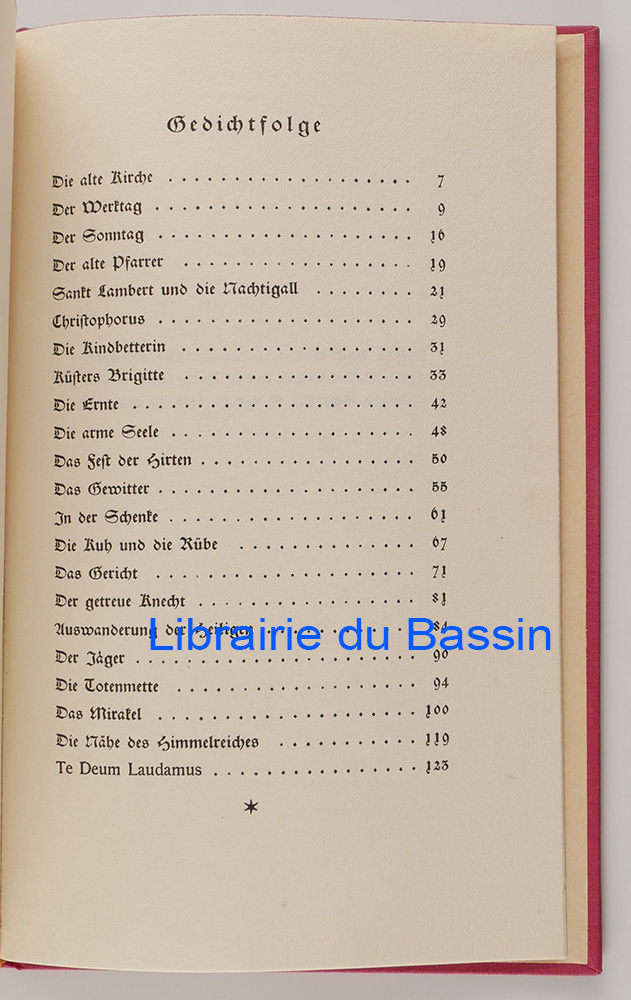 Gedichtfolge
Die alte Kirche . . . . . . . . . . . . . . . . . . . 7
Der Werktag . . . . . . . . . . . . . . . . . . . . 9
Der Sonntag . . . . . . . . . . . . . . . . . . . . 16
Der alte Pfarrer . . . . . . . . . . . . . . . . . . 19
Sankt Lambert und die Nachtigall . . . . . . . . 21
Christophorus . . . . . . . . . . . . . . . . . . . . 29
Die Kindbetterin . . . . . . . . . . . . . . . . . . 31
Küsters Brigitte . . . . . . . . . . . . . . . . . . 33
Die Ernte . . . . . . . . . . . . . . . . . . . . . . 42
Die arme Seele . . . . . . . . . . . . . . . . . . . 48
Das Fest der Hirten . . . . . . . . . . . . . . . . . 50
Das Gewitter . . . . . . . . . . . . . . . . . . . . 55
In der Schenke . . . . . . . . . . . . . . . . . . . 61
Die Kuh und die Rübe . . . . . . . . . . . . . . 67
Das Gericht . . . . . . . . . . . . . . . . . . . . 71
Der getreue Knecht . . . . . . . . . . . . . . . . . 81
Auswanderung der Heiligen . . . . . . . . . . . 84
Librairie du Bassin
Der Jäger . . . . . . . . . . . . . . . . . . . . . . 90
Die Totenmette . . . . . . . . . . . . . . . . . . . 94
Das Mirakel . . . . . . . . . . . . . . . . . . . . 100
Die Nähe des Himmelreiches . . . . . . . . . . . 119
Te Deum Laudamus . . . . . . . . . . . . . . . . 123